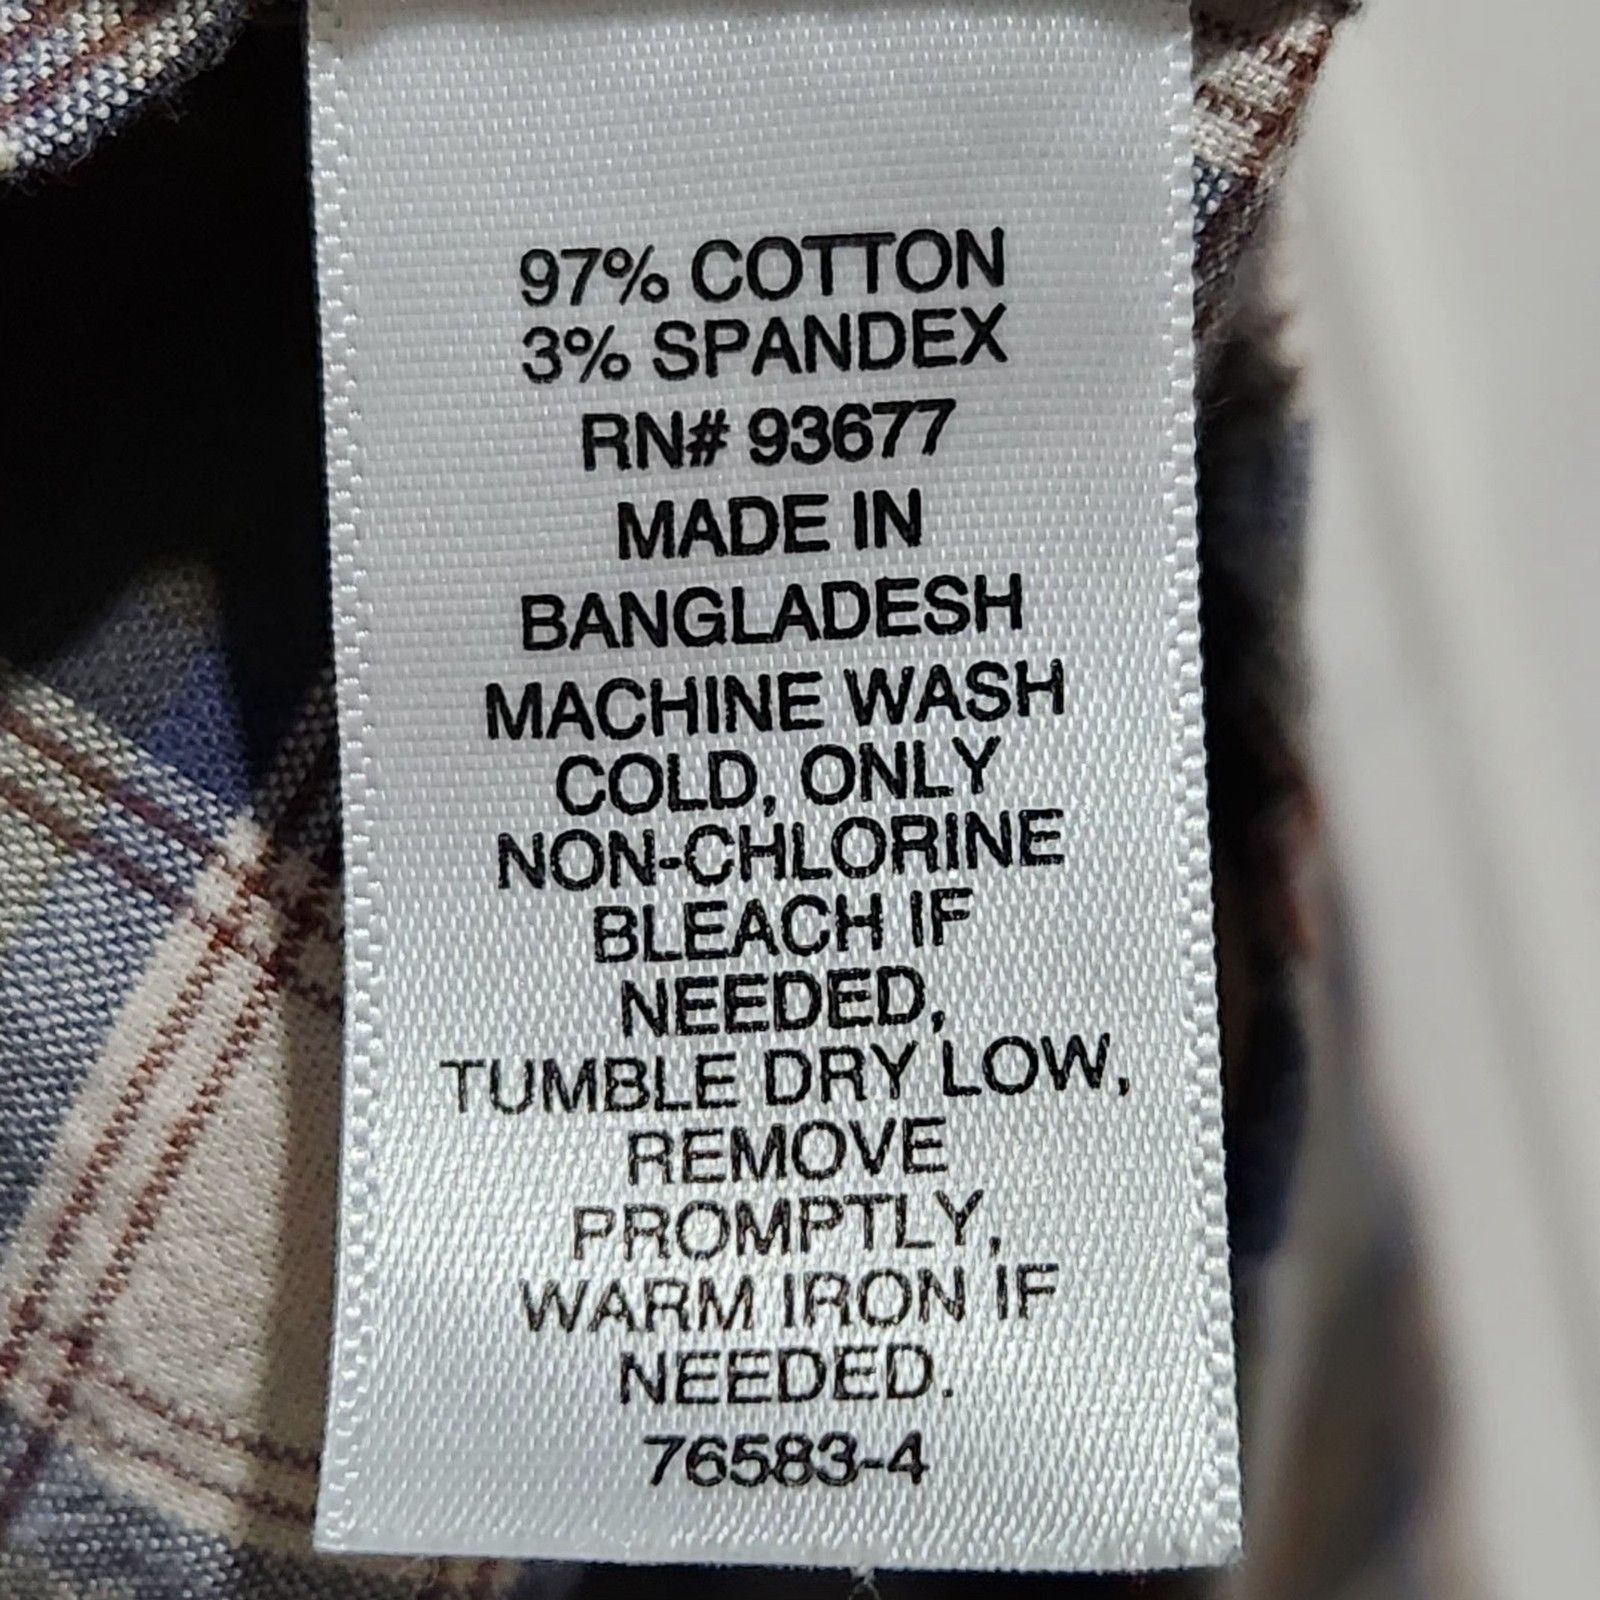 97% COTTON
3% SPANDEX
RN# 93677
MADE IN
BANGLADESH
MACHINE WASH
COLD, ONLY
NON-CHLORINE
BLEACH IF
NEEDED,
TUMBLE DRY LOW,
REMOVE
PROMPTLY,
WARM IRON IF
NEEDED.
76583-4